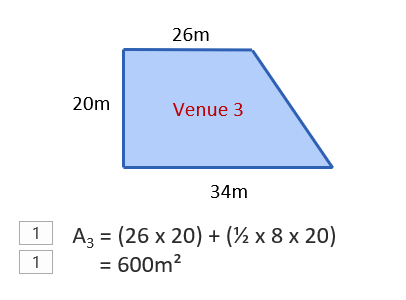 26m
20m
Venue 3
34m
1 A₃ = (26 x 20) + (½ x 8 x 20)
1 = 600m²